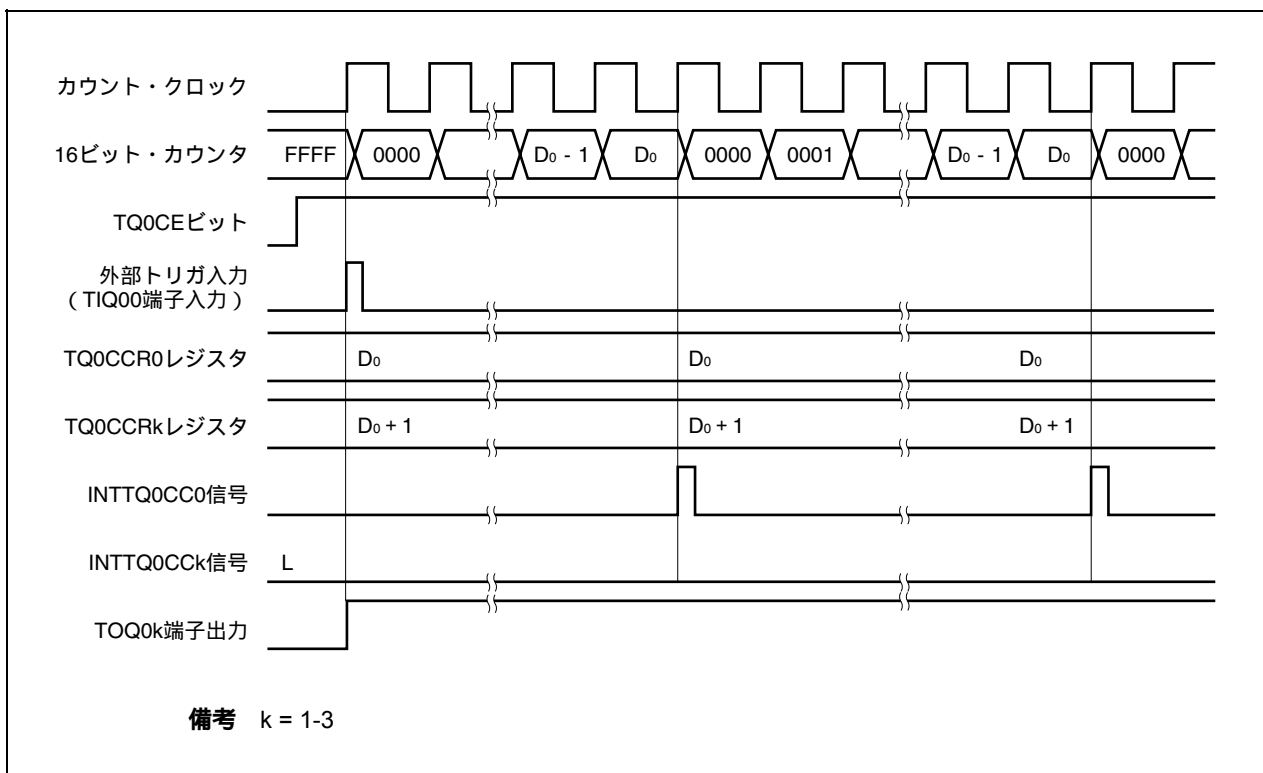 カウント・クロック
16ビット・カウンタ FFFF 0000 D0 - 1 D0 0000 0001 D0 - 1 D0 0000
TQ0CEビット
外部トリガ入力
（TIQ00端子入力）
TQ0CCR0レジスタ D0 D0 D0
TQ0CCRkレジスタ D0 + 1 D0 + 1 D0 + 1
INTTQ0CC0信号
INTTQ0CCk信号 L
TOQ0k端子出力
備考 k = 1-3